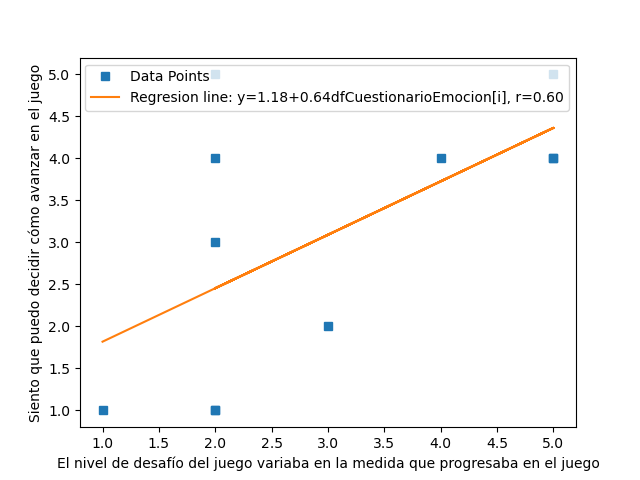 Data Points
Regresion line: y=1.18+0.64dfCuestionarioEmocion[i], r=0.60
Siento que puedo decidir cómo avanzar en el juego
5.0
4.5
4.0
3.5
3.0
2.5
2.0
1.5
1.0
1.0 1.5 2.0 2.5 3.0 3.5 4.0 4.5 5.0
El nivel de desafío del juego variaba en la medida que progresaba en el juego